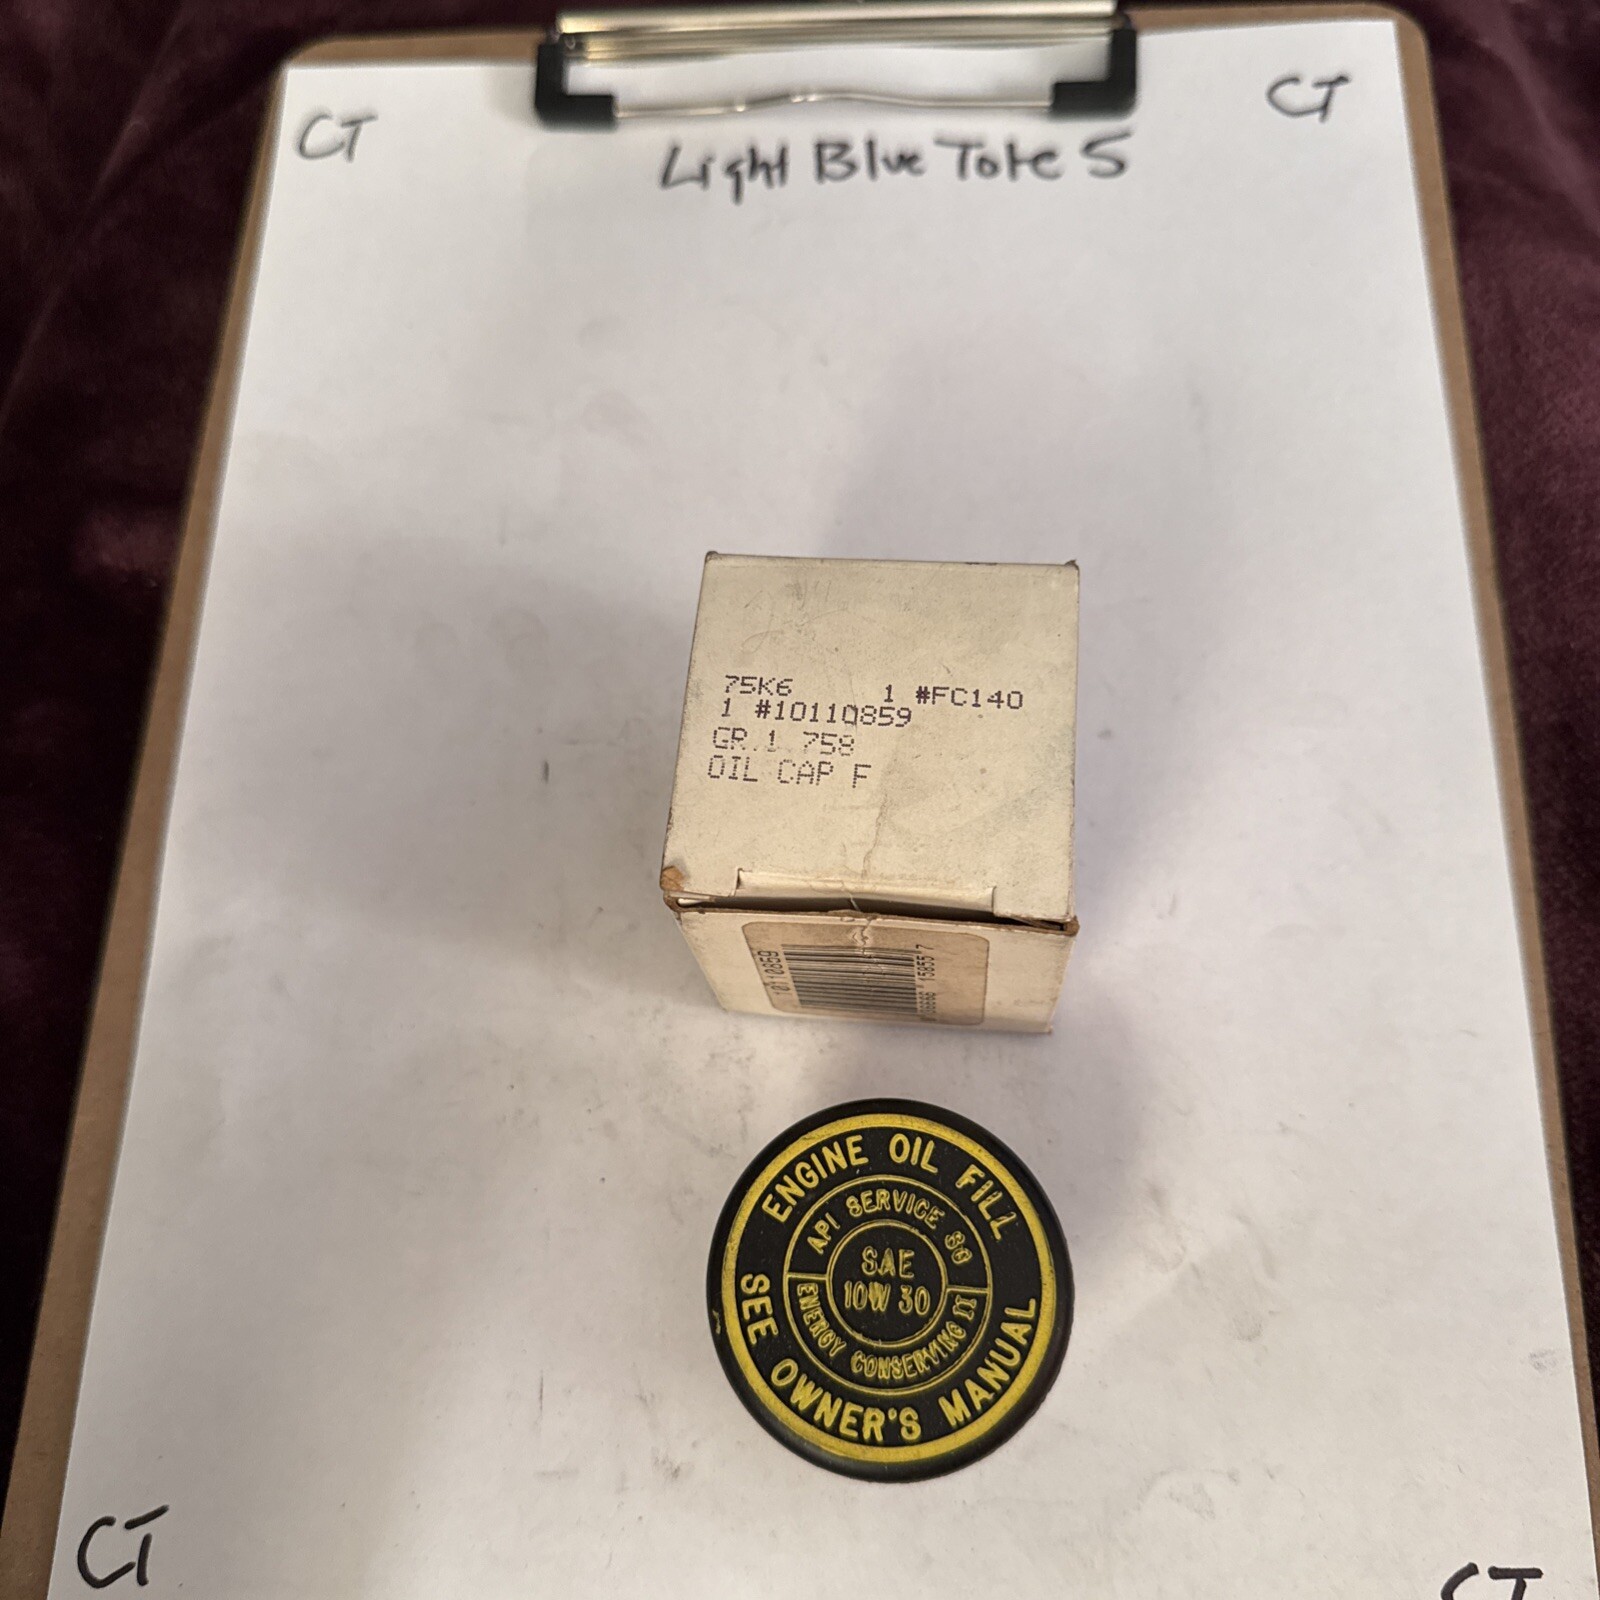 CT
CT
Light Blue Tote 5
75K6 1 #FC140
1 #10110859
GR 1.758
OIL CAP F
10110859
ENGINE OIL FILL
API SERVICE SG
SAE
10W 30
ENERGY CONSERVING II
SEE OWNER'S MANUAL
CT
CT